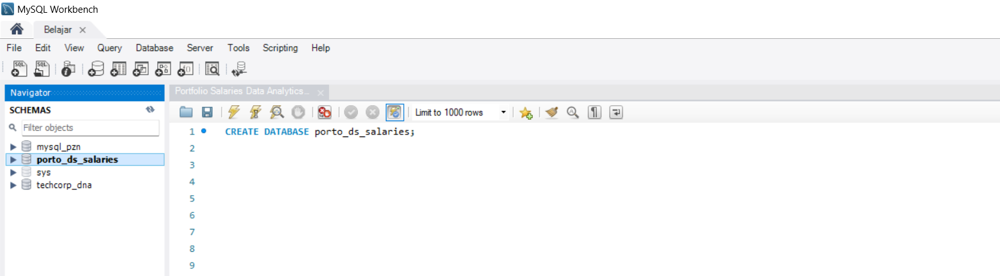 MySQL Workbench
Belajar
File Edit View Query Database Server Tools Scripting Help
SQL SQL
Navigator
Portfolio Salaries Data Analytics...
SCHEMAS
Limit to 1000 rows
Filter objects
1 CREATE DATABASE porto_ds_salaries;
mysql_pzn
2
porto_ds_salaries
3
sys
4
techcorp_dna
5
6
7
8
9